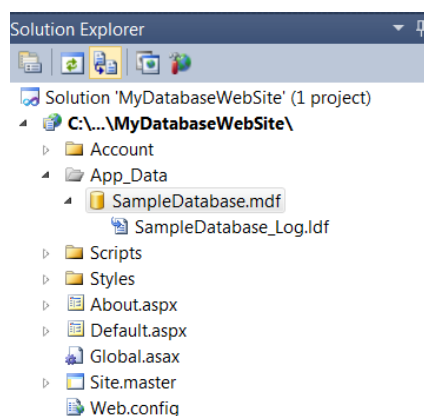 Solution Explorer
Solution 'MyDatabaseWebSite' (1 project)
C:\...\MyDatabaseWebSite\
Account
App_Data
SampleDatabase.mdf
SampleDatabase_Log.ldf
Scripts
Styles
About.aspx
Default.aspx
Global.asax
Site.master
Web.config